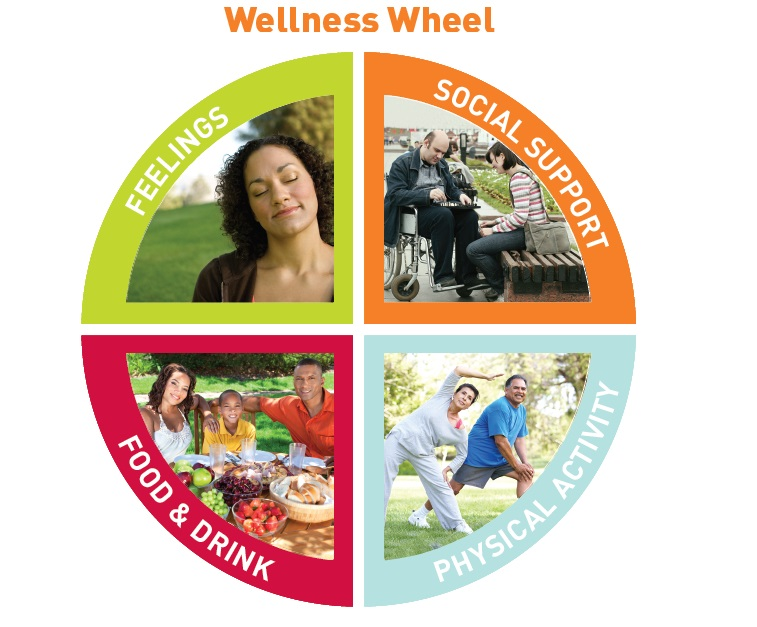 Wellness Wheel
FEELINGS
SOCIAL SUPPORT
FOOD & DRINK
PHYSICAL ACTIVITY